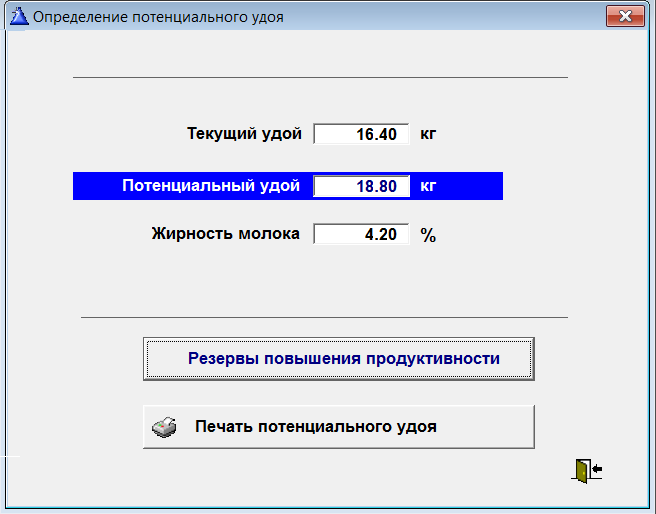 Определение потенциального удоя
Текущий удой 16.40 кг
Потенциальный удой 18.80 кг
Жирность молока 4.20 %
Резервы повышения продуктивности
Печать потенциального удоя